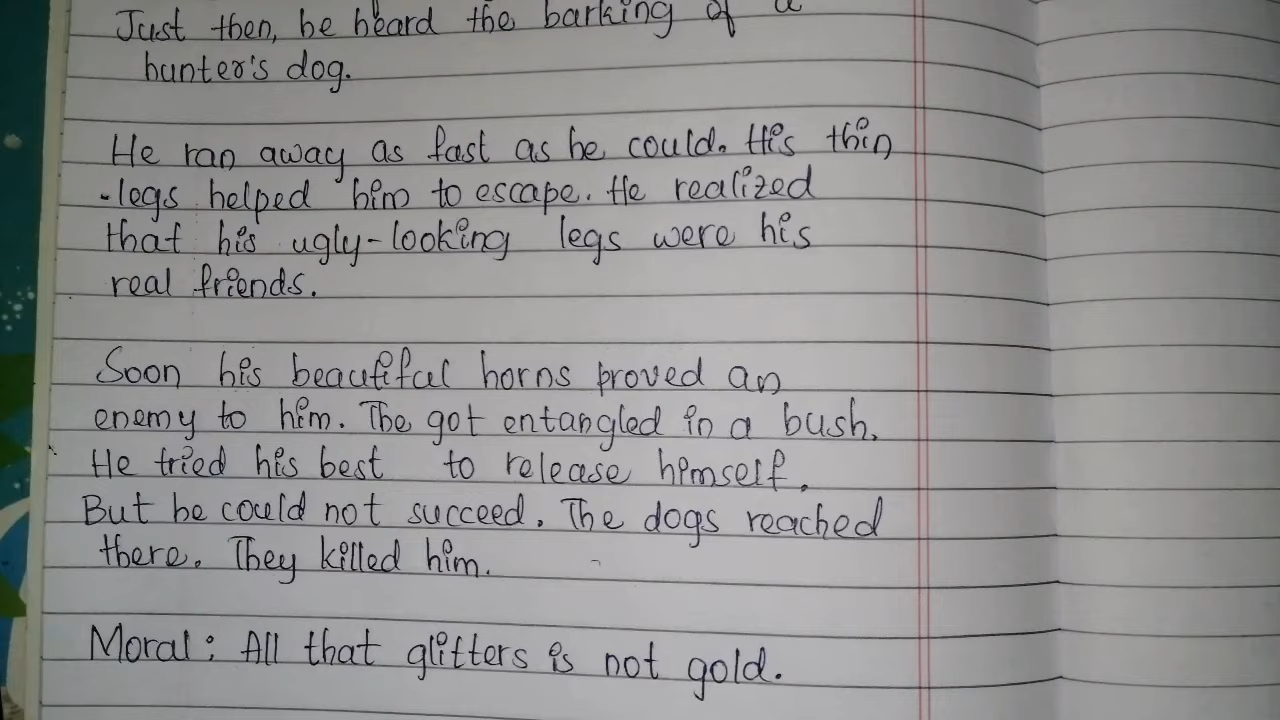 Just then, he heard the barking of a
hunter's dog.
He ran away as fast as he could. His thin
-legs helped him to escape. He realized
that his ugly-looking legs were his
real friends.
Soon his beautiful horns proved an
enemy to him. The got entangled in a bush.
He tried his best to release himself.
But he could not succeed. The dogs reached
there. They killed him.
Moral: All that glitters is not gold.